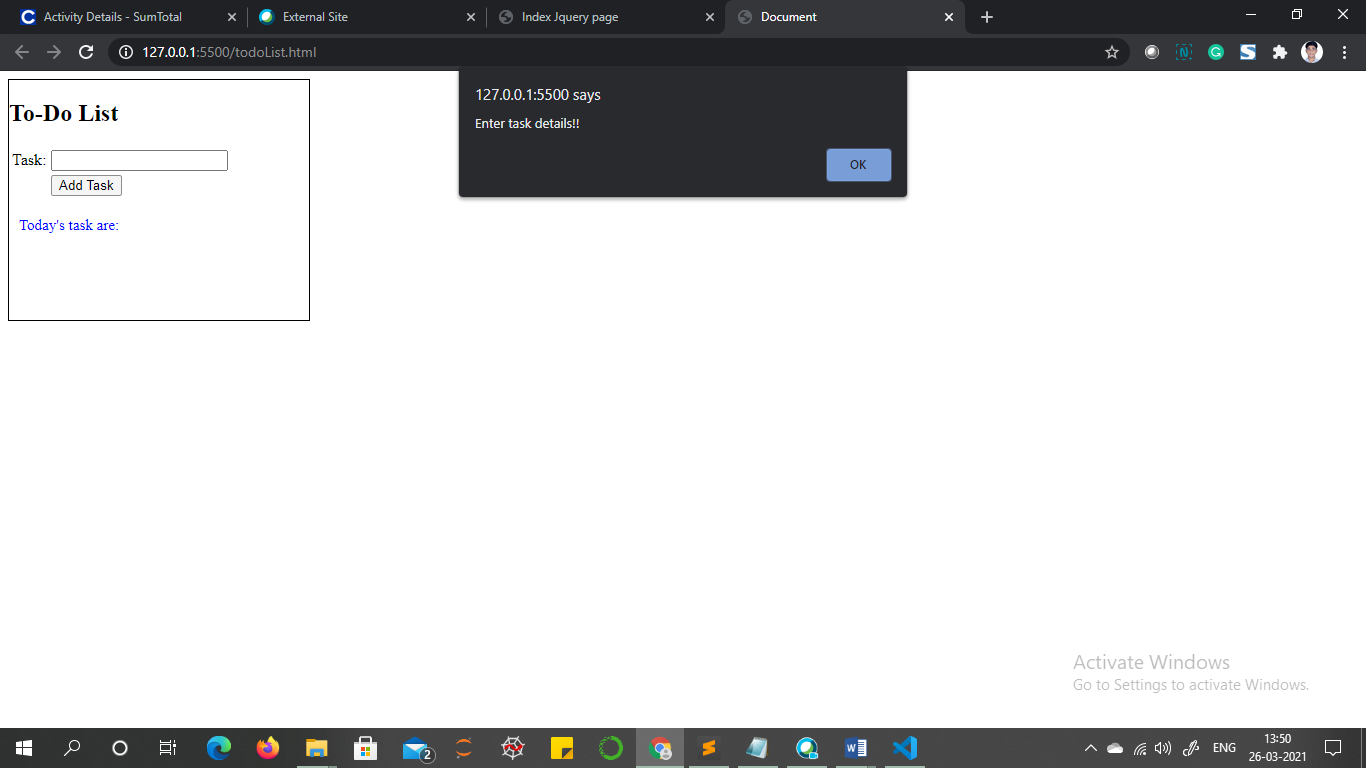 Activity Details - SumTotal
External Site
Index Jquery page
Document
127.0.0.1:5500/todoList.html
127.0.0.1:5500 says
Enter task details!!
OK
To-Do List
Task:
Add Task
Today's task are:
Activate Windows
Go to Settings to activate Windows.
2
ENG
13:50
26-03-2021